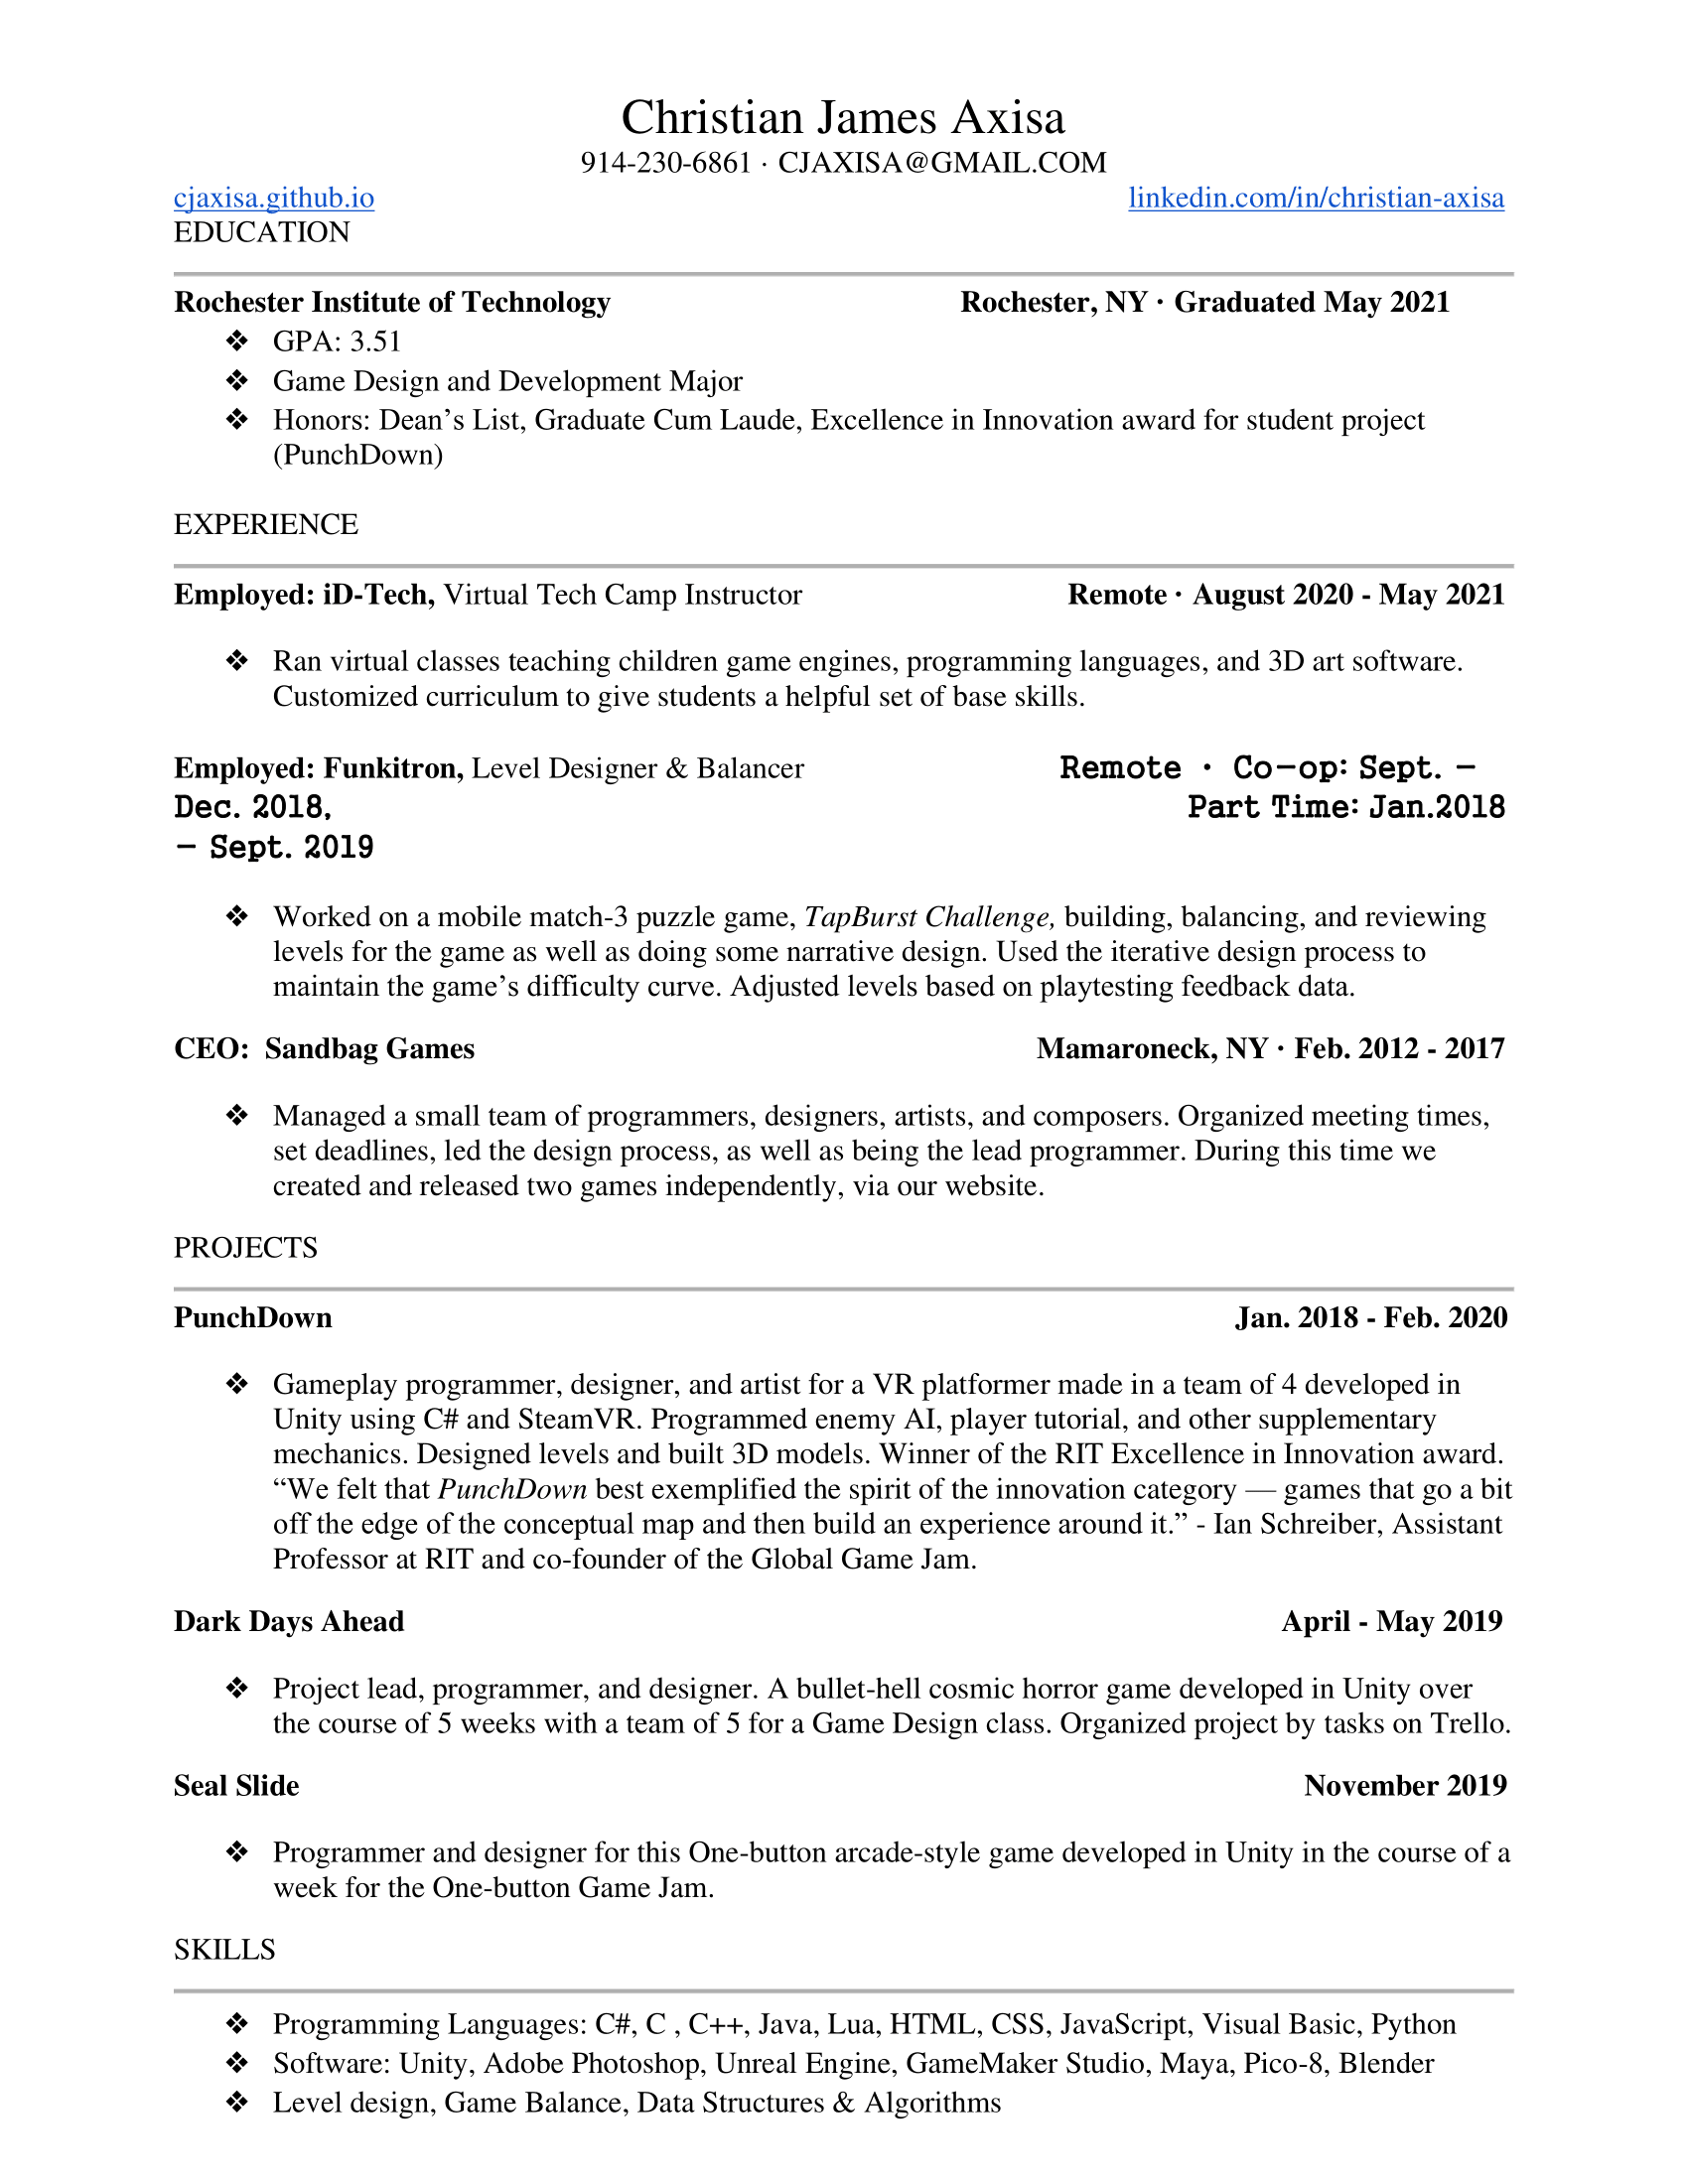 Christian James Axisa
914-230-6861 · CJAXISA@GMAIL.COM
cjaxisa.github.io linkedin.com/in/christian-axisa
EDUCATION
Rochester Institute of Technology Rochester, NY · Graduated May 2021
❖ GPA: 3.51
❖ Game Design and Development Major
❖ Honors: Dean’s List, Graduate Cum Laude, Excellence in Innovation award for student project
(PunchDown)
EXPERIENCE
Employed: iD-Tech, Virtual Tech Camp Instructor Remote · August 2020 - May 2021
❖ Ran virtual classes teaching children game engines, programming languages, and 3D art software.
Customized curriculum to give students a helpful set of base skills.
Employed: Funkitron, Level Designer & Balancer Remote · Co-op: Sept. -
Dec. 2018, Part Time: Jan.2018
- Sept. 2019
❖ Worked on a mobile match-3 puzzle game, TapBurst Challenge, building, balancing, and reviewing
levels for the game as well as doing some narrative design. Used the iterative design process to
maintain the game’s difficulty curve. Adjusted levels based on playtesting feedback data.
CEO: Sandbag Games Mamaroneck, NY · Feb. 2012 - 2017
❖ Managed a small team of programmers, designers, artists, and composers. Organized meeting times,
set deadlines, led the design process, as well as being the lead programmer. During this time we
created and released two games independently, via our website.
PROJECTS
PunchDown Jan. 2018 - Feb. 2020
❖ Gameplay programmer, designer, and artist for a VR platformer made in a team of 4 developed in
Unity using C# and SteamVR. Programmed enemy AI, player tutorial, and other supplementary
mechanics. Designed levels and built 3D models. Winner of the RIT Excellence in Innovation award.
“We felt that PunchDown best exemplified the spirit of the innovation category — games that go a bit
off the edge of the conceptual map and then build an experience around it.” - Ian Schreiber, Assistant
Professor at RIT and co-founder of the Global Game Jam.
Dark Days Ahead April - May 2019
❖ Project lead, programmer, and designer. A bullet-hell cosmic horror game developed in Unity over
the course of 5 weeks with a team of 5 for a Game Design class. Organized project by tasks on Trello.
Seal Slide November 2019
❖ Programmer and designer for this One-button arcade-style game developed in Unity in the course of a
week for the One-button Game Jam.
SKILLS
❖ Programming Languages: C#, C , C++, Java, Lua, HTML, CSS, JavaScript, Visual Basic, Python
❖ Software: Unity, Adobe Photoshop, Unreal Engine, GameMaker Studio, Maya, Pico-8, Blender
❖ Level design, Game Balance, Data Structures & Algorithms